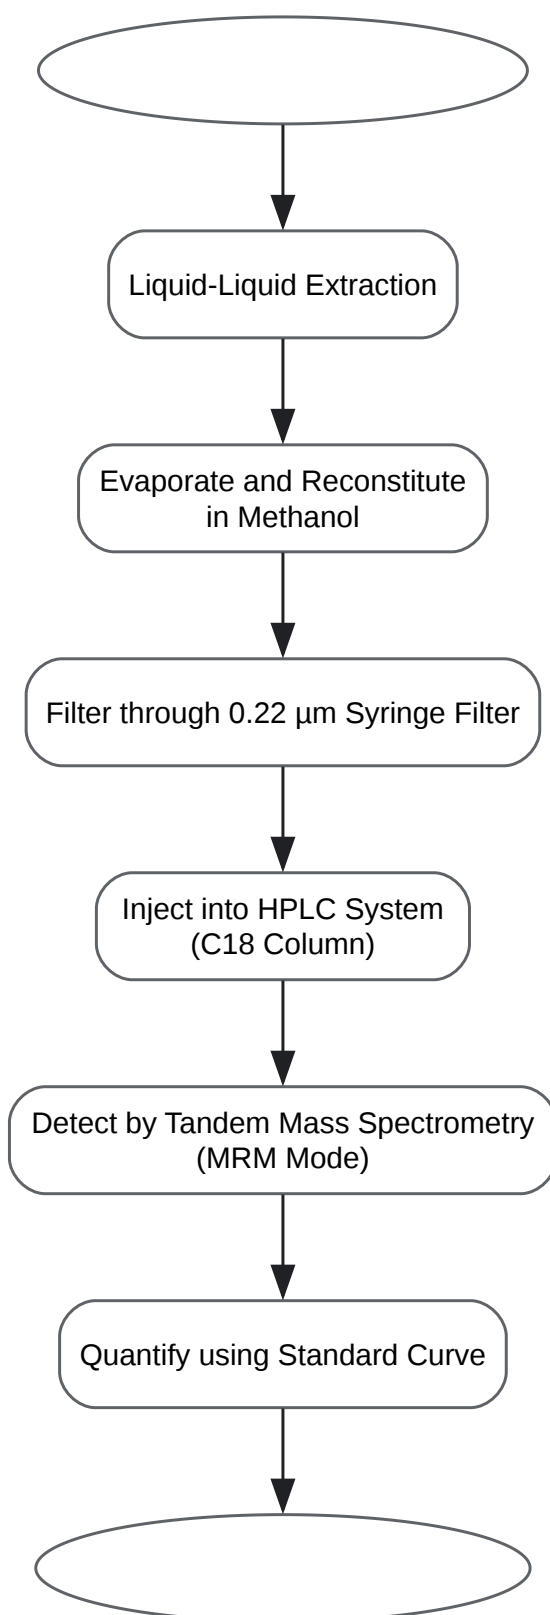 Liquid-Liquid Extraction
Evaporate and Reconstitute
in Methanol
Filter through 0.22 µm Syringe Filter
Inject into HPLC System
(C18 Column)
Detect by Tandem Mass Spectrometry
(MRM Mode)
Quantify using Standard Curve